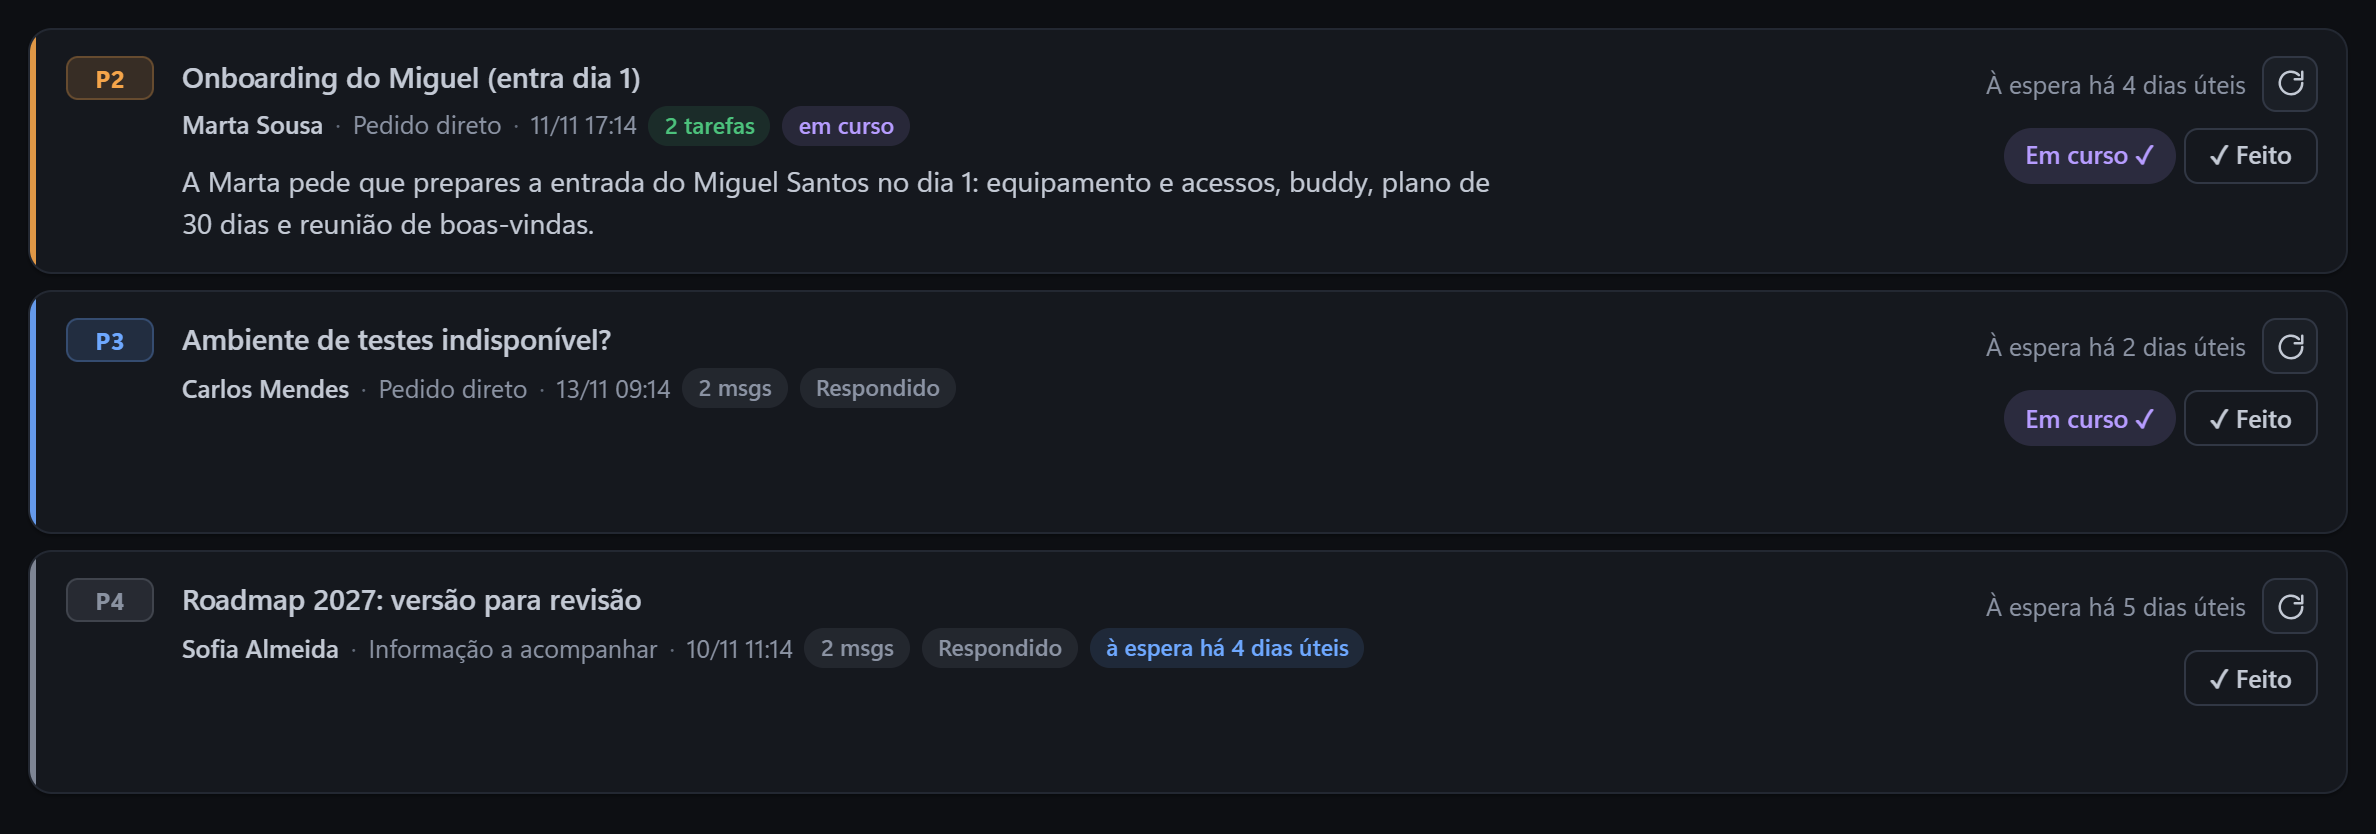 P2 Onboarding do Miguel (entra dia 1) À espera há 4 dias úteis
Marta Sousa · Pedido direto · 11/11 17:14 2 tarefas em curso Em curso ✓ ✓ Feito
A Marta pede que prepares a entrada do Miguel Santos no dia 1: equipamento e acessos, buddy, plano de
30 dias e reunião de boas-vindas.
P3 Ambiente de testes indisponível? À espera há 2 dias úteis
Carlos Mendes · Pedido direto · 13/11 09:14 2 msgs Respondido Em curso ✓ ✓ Feito
P4 Roadmap 2027: versão para revisão À espera há 5 dias úteis
Sofia Almeida · Informação a acompanhar · 10/11 11:14 2 msgs Respondido à espera há 4 dias úteis ✓ Feito